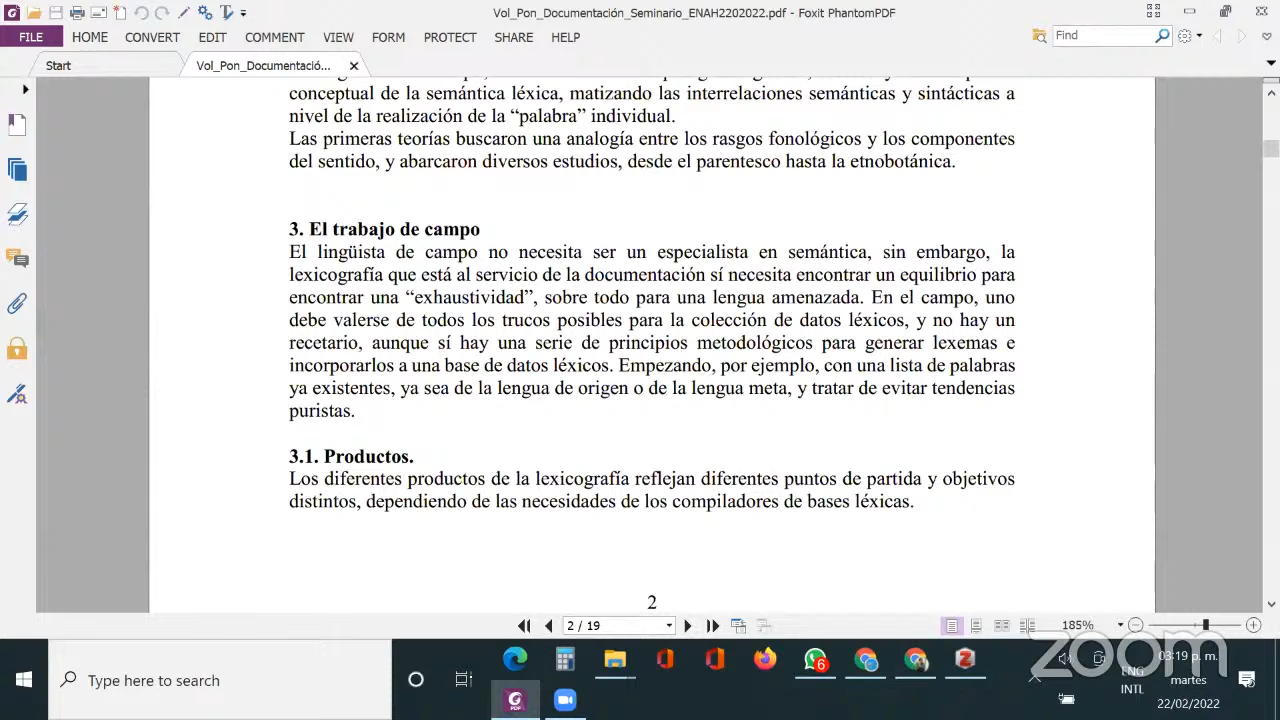 Vol_Pon_Documentación_Seminario_ENAH2202022.pdf - Foxit PhantomPDF
FILE HOME CONVERT EDIT COMMENT VIEW FORM PROTECT SHARE HELP
Find
Start
Vol_Pon_Documentació...
conceptual de la semántica léxica, matizando las interrelaciones semánticas y sintácticas a
nivel de la realización de la “palabra” individual.
Las primeras teorías buscaron una analogía entre los rasgos fonológicos y los componentes
del sentido, y abarcaron diversos estudios, desde el parentesco hasta la etnobotánica.
3. El trabajo de campo
El lingüista de campo no necesita ser un especialista en semántica, sin embargo, la
lexicografía que está al servicio de la documentación sí necesita encontrar un equilibrio para
encontrar una “exhaustividad”, sobre todo para una lengua amenazada. En el campo, uno
debe valerse de todos los trucos posibles para la colección de datos léxicos, y no hay un
recetario, aunque sí hay una serie de principios metodológicos para generar lexemas e
incorporarlos a una base de datos léxicos. Empezando, por ejemplo, con una lista de palabras
ya existentes, ya sea de la lengua de origen o de la lengua meta, y tratar de evitar tendencias
puristas.
3.1. Productos.
Los diferentes productos de la lexicografía reflejan diferentes puntos de partida y objetivos
distintos, dependiendo de las necesidades de los compiladores de bases léxicas.
2
2 / 19
185%
zoom
Type here to search
6
ENG
INTL
03:19 p. m.
martes
22/02/2022